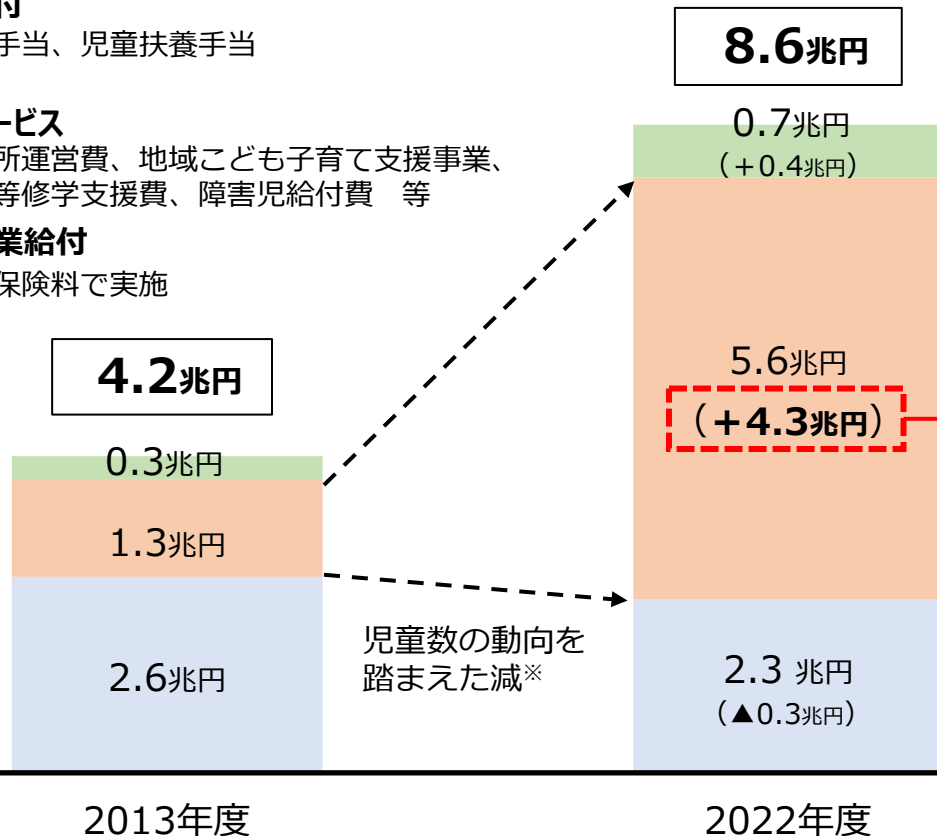 付
手当、児童扶養手当
ービス
所運営費、地域こども子育て支援事業、
等修学支援費、障害児給付費 等
業給付
保険料で実施
4.2兆円
0.3兆円
1.3兆円
2.6兆円
2013年度
児童数の動向を
踏まえた減※
8.6兆円
0.7兆円
(+0.4兆円)
5.6兆円
(+4.3兆円)
2.3 兆円
(▲0.3兆円)
2022年度